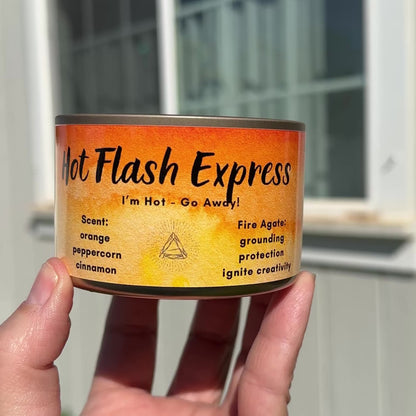 Hot Flash Express
I'm Hot - Go Away!
Scent:
orange
peppercorn
cinnamon
Fire Agate:
grounding
protection
ignite creativity